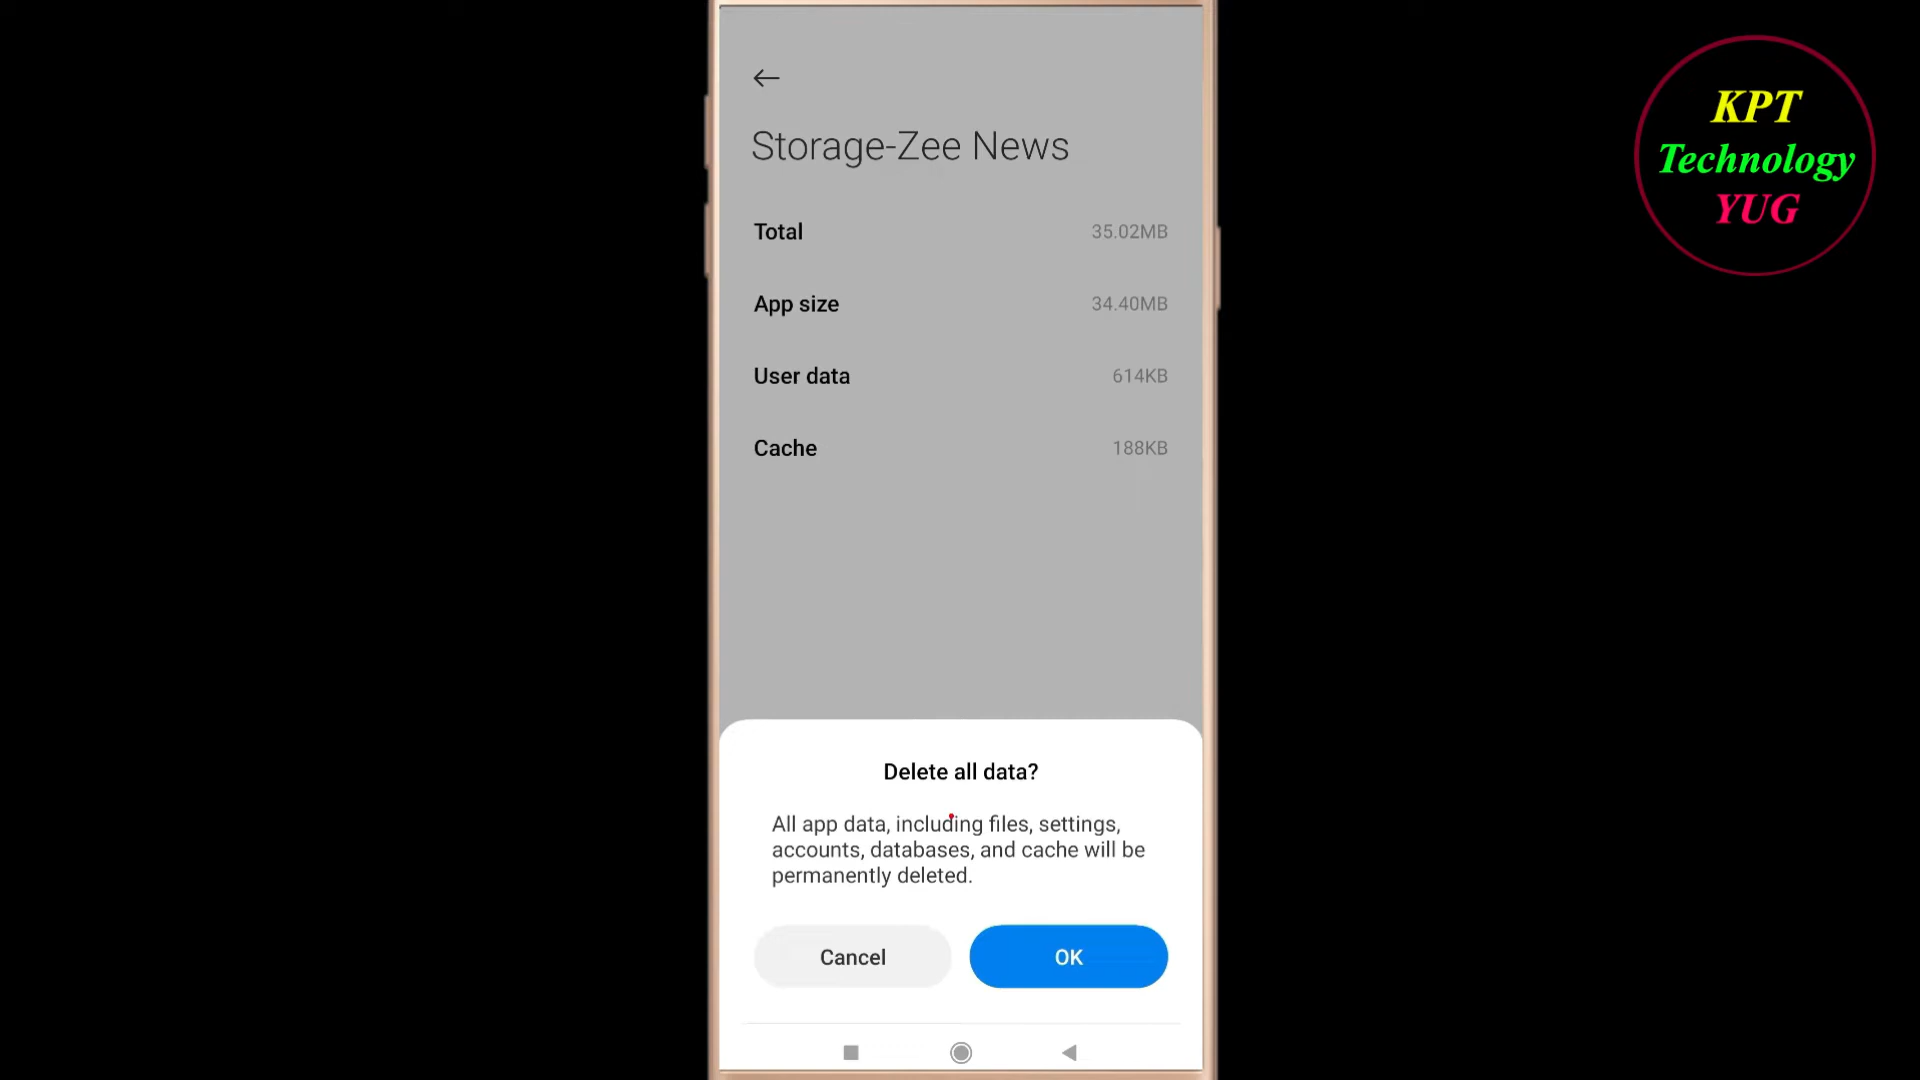 Storage-Zee News
Total 35.02MB
App size 34.40MB
User data 614KB
Cache 188KB
Delete all data?
All app data, including files, settings,
accounts, databases, and cache will be
permanently deleted.
Cancel OK
KPT
Technology
YUG